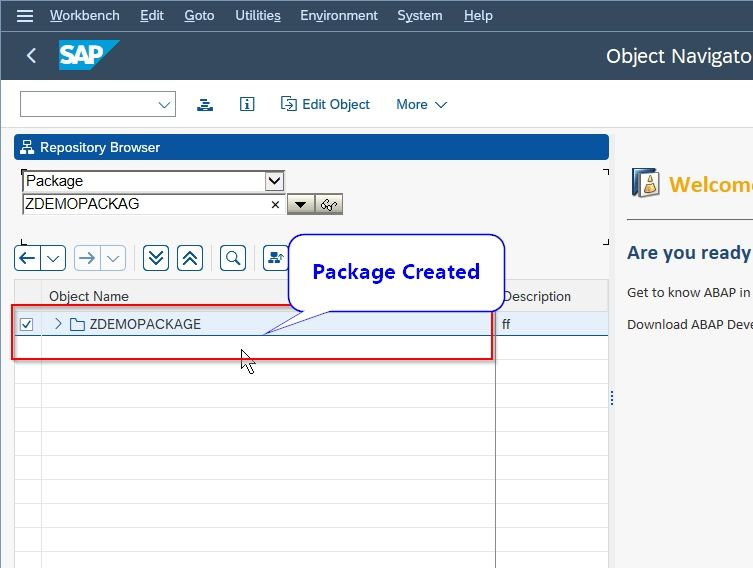 Workbench Edit Goto Utilities Environment System Help
SAP Object Navigato
Edit Object More
Repository Browser
Package
ZDEMOPACKAG
Welcome
Are you ready
Get to know ABAP in
Download ABAP Deve
Package Created
Object Name Description
ZDEMOPACKAGE ff